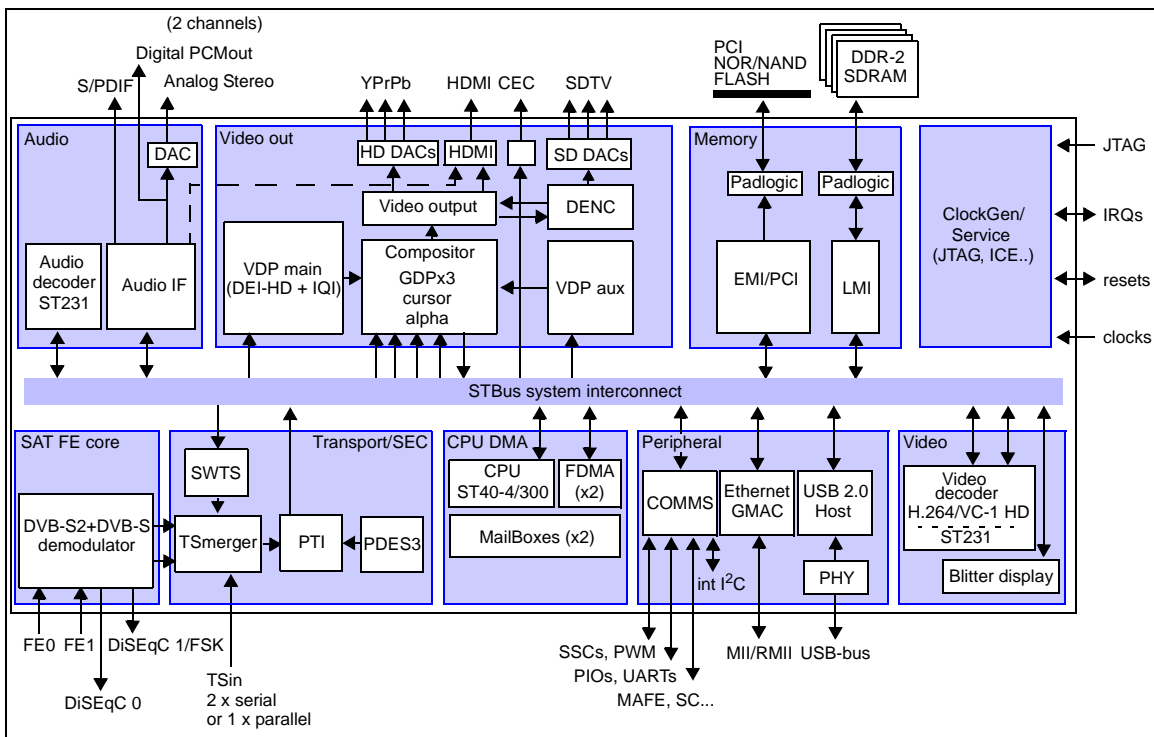 (2 channels)
Digital PCMout
S/PDIF
Analog Stereo
YPrPb
HDMI
CEC
SDTV
PCI
NOR/NAND
FLASH
DDR-2
SDRAM
Audio
DAC
Audio
decoder
ST231
Audio IF
Video out
HD DACs
HDMI
SD DACs
Video output
DENC
VDP main
(DEI-HD + IQI)
Compositor
GDPx3
cursor
alpha
VDP aux
Memory
Padlogic
Padlogic
EMI/PCI
LMI
ClockGen/
Service
(JTAG, ICE..)
JTAG
IRQs
resets
clocks
STBus system interconnect
SAT FE core
DVB-S2+DVB-S
demodulator
Transport/SEC
SWTS
TSmerger
PTI
PDES3
CPU DMA
CPU
ST40-4/300
FDMA
(x2)
MailBoxes (x2)
Peripheral
COMMS
Ethernet
GMAC
USB 2.0
Host
int I2C
PHY
Video
Video
decoder
H.264/VC-1 HD
ST231
Blitter display
FE0
FE1
DiSEqC 1/FSK
DiSEqC 0
TSin
2 x serial
or 1 x parallel
SSCs, PWM
PIOs, UARTs
MAFE, SC...
MII/RMII
USB-bus